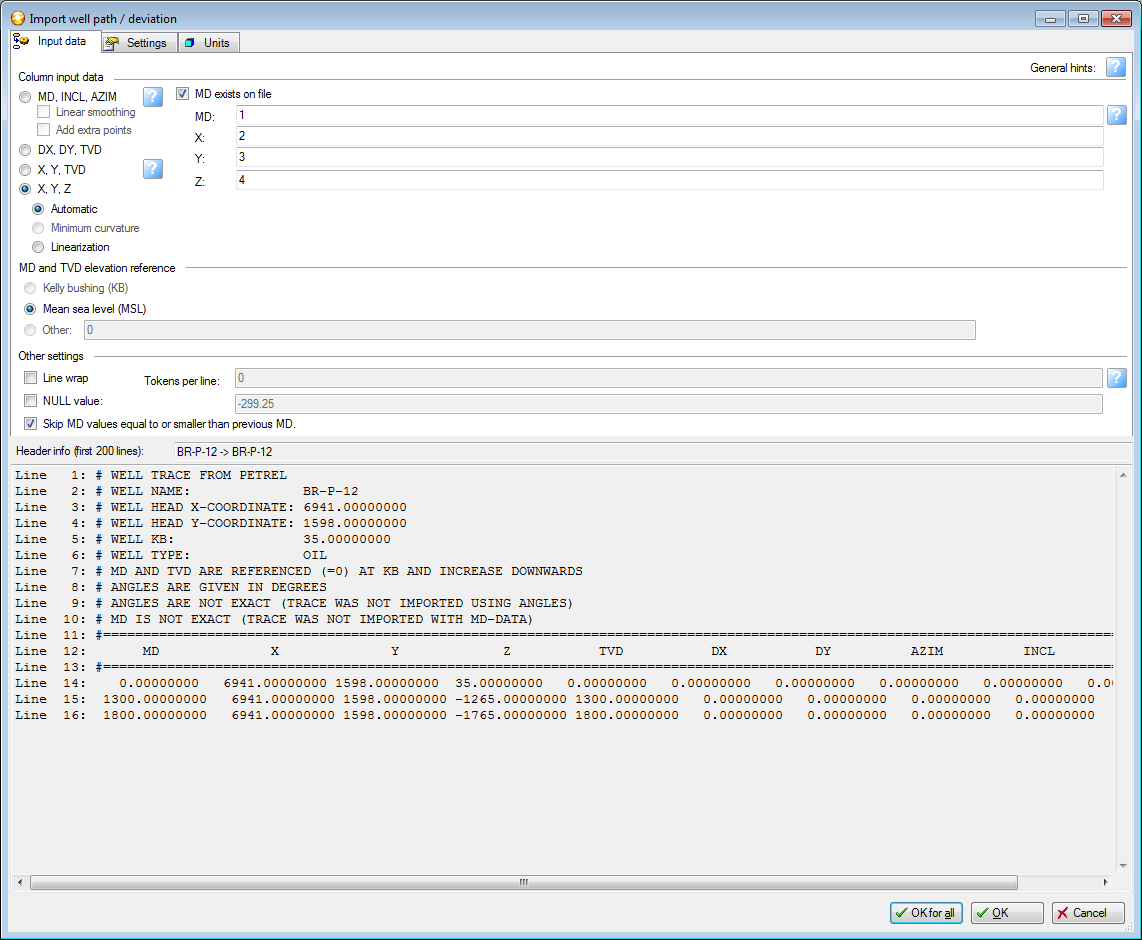 Import well path / deviation
Input data
Settings
Units
General hints:
Column input data
MD, INCL, AZIM
MD exists on file
Linear smoothing
MD: 1
Add extra points
X: 2
DX, DY, TVD
Y: 3
X, Y, TVD
Z: 4
X, Y, Z
Automatic
Minimum curvature
Linearization
MD and TVD elevation reference
Kelly bushing (KB)
Mean sea level (MSL)
Other: 0
Other settings
Line wrap Tokens per line: 0
NULL value: -299.25
Skip MD values equal to or smaller than previous MD.
Header info (first 200 lines): BR-P-12 -> BR-P-12
Line 1: # WELL TRACE FROM PETREL
Line 2: # WELL NAME: BR-P-12
Line 3: # WELL HEAD X-COORDINATE: 6941.00000000
Line 4: # WELL HEAD Y-COORDINATE: 1598.00000000
Line 5: # WELL KB: 35.00000000
Line 6: # WELL TYPE: OIL
Line 7: # MD AND TVD ARE REFERENCED (=0) AT KB AND INCREASE DOWNWARDS
Line 8: # ANGLES ARE GIVEN IN DEGREES
Line 9: # ANGLES ARE NOT EXACT (TRACE WAS NOT IMPORTED USING ANGLES)
Line 10: # MD IS NOT EXACT (TRACE WAS NOT IMPORTED WITH MD-DATA)
Line 11: #==============================
Line 12: MD X Y Z TVD DX DY AZIM INCL
Line 13: #==============================
Line 14: 0.00000000 6941.00000000 1598.00000000 35.00000000 0.00000000 0.00000000 0.00000000 0.00000000 0.00000000 0.0
Line 15: 1300.00000000 6941.00000000 1598.00000000 -1265.00000000 1300.00000000 0.00000000 0.00000000 0.00000000 0.00000000
Line 16: 1800.00000000 6941.00000000 1598.00000000 -1765.00000000 1800.00000000 0.00000000 0.00000000 0.00000000 0.00000000
OK for all
OK
Cancel